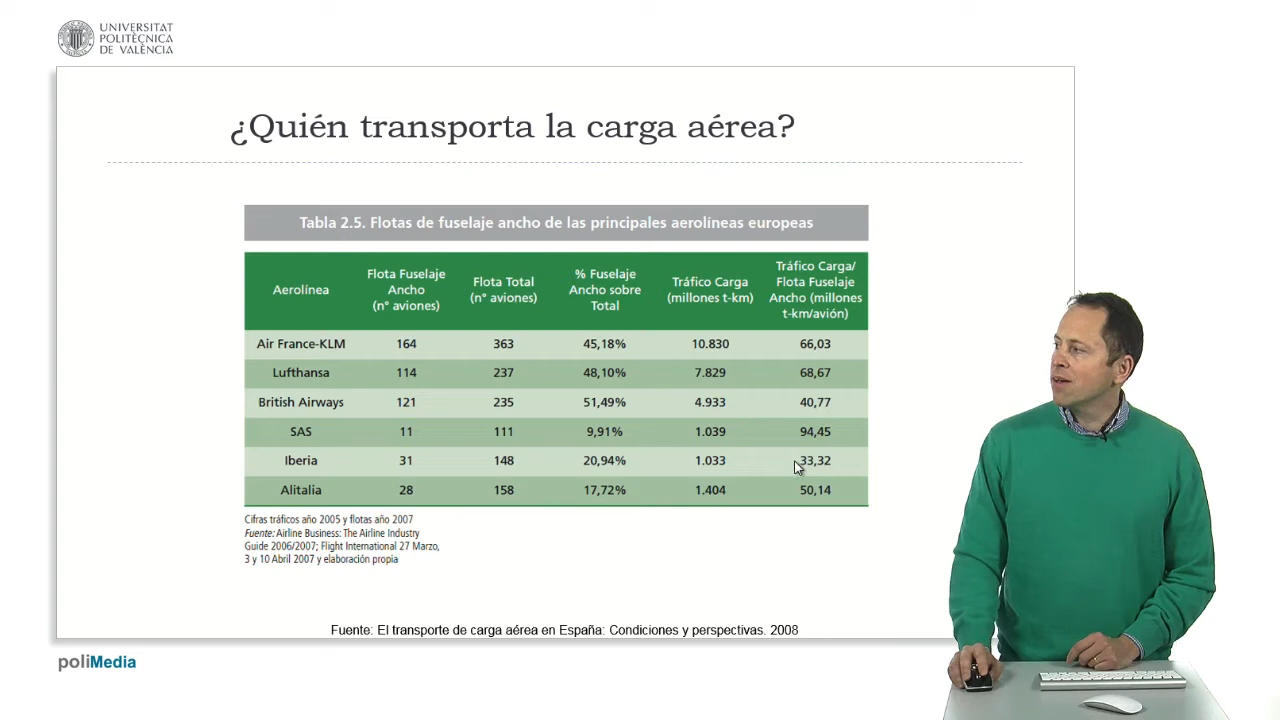 UNIVERSITAT
POLITÈCNICA
DE VALÈNCIA
¿Quién transporta la carga aérea?
Tabla 2.5. Flotas de fuselaje ancho de las principales aerolíneas europeas
Aerolínea
Flota Fuselaje
Ancho
(n° aviones)
Flota Total
(n° aviones)
% Fuselaje
Ancho sobre
Total
Tráfico Carga
(millones t-km)
Tráfico Carga/
Flota Fuselaje
Ancho (millones
t-km/avión)
Air France-KLM 164 363 45,18% 10.830 66,03
Lufthansa 114 237 48,10% 7.829 68,67
British Airways 121 235 51,49% 4.933 40,77
SAS 11 111 9,91% 1.039 94,45
Iberia 31 148 20,94% 1.033 33,32
Alitalia 28 158 17,72% 1.404 50,14
Cifras tráficos año 2005 y flotas año 2007
Fuente: Airline Business: The Airline Industry
Guide 2006/2007; Flight International 27 Marzo,
3 y 10 Abril 2007 y elaboración propia
Fuente: El transporte de carga aérea en España: Condiciones y perspectivas. 2008
poliMedia